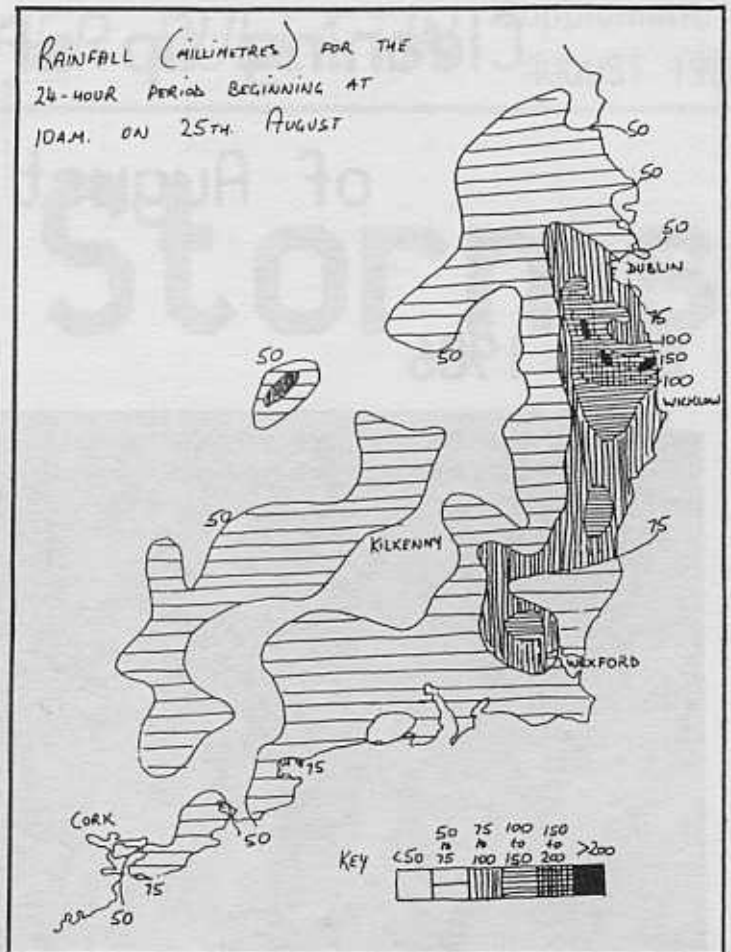 RAINFALL (MILLIMETRES) FOR THE
24-HOUR PERIOD BEGINNING AT
10AM. ON 25TH. AUGUST
50
50
50
DUBLIN
75
50
50
100
150
100
WICKLOW
50
KILKENNY
75
WEXFORD
75
CORK
50
75
50
KEY
<50
50 to 75
75 to 100
100 to 150
150 to 200
>200